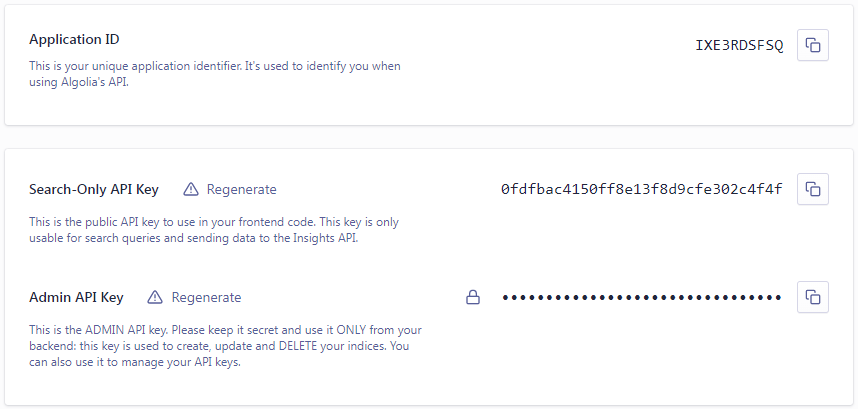 Application ID
IXE3RDSFSQ
This is your unique application identifier. It's used to identify you when
using Algolia's API.
Search-Only API Key Regenerate 0fdfbac4150ff8e13f8d9cfe302c4f4f
This is the public API key to use in your frontend code. This key is only
usable for search queries and sending data to the Insights API.
Admin API Key Regenerate ••••••••••••••••••••••••••••••••
This is the ADMIN API key. Please keep it secret and use it ONLY from your
backend: this key is used to create, update and DELETE your indices. You
can also use it to manage your API keys.